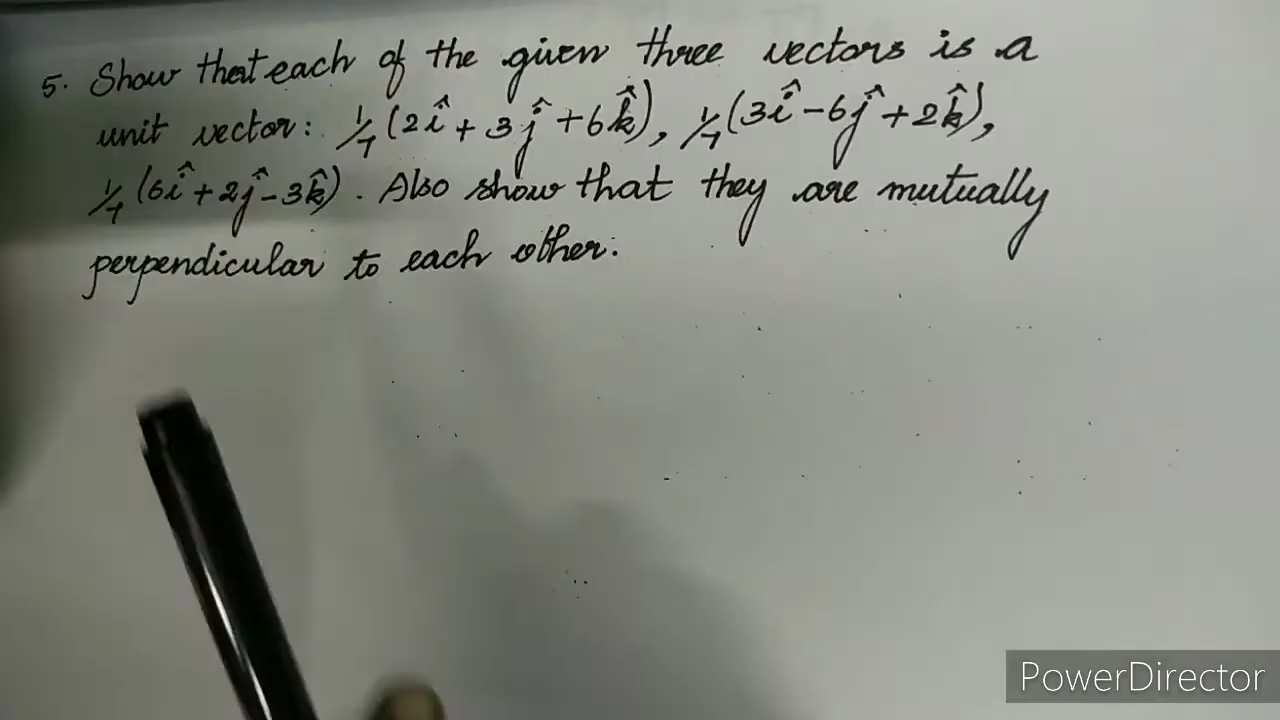 5. Show that each of the given three vectors is a
unit vector: 1/7 (2î + 3ĵ + 6k̂), 1/7 (3î - 6ĵ + 2k̂),
1/7 (6î + 2ĵ - 3k̂). Also show that they are mutually
perpendicular to each other.
PowerDirector